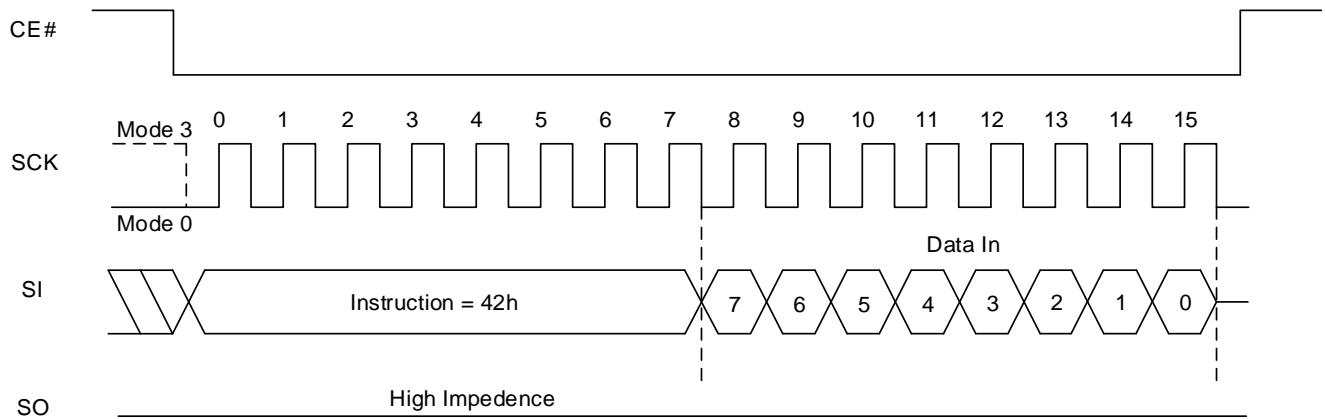 CE#
0 1 2 3 4 5 6 7 8 9 10 11 12 13 14 15
Mode 3
SCK
Mode 0
Data In
SI
Instruction = 42h
7 6 5 4 3 2 1 0
High Impedence
SO